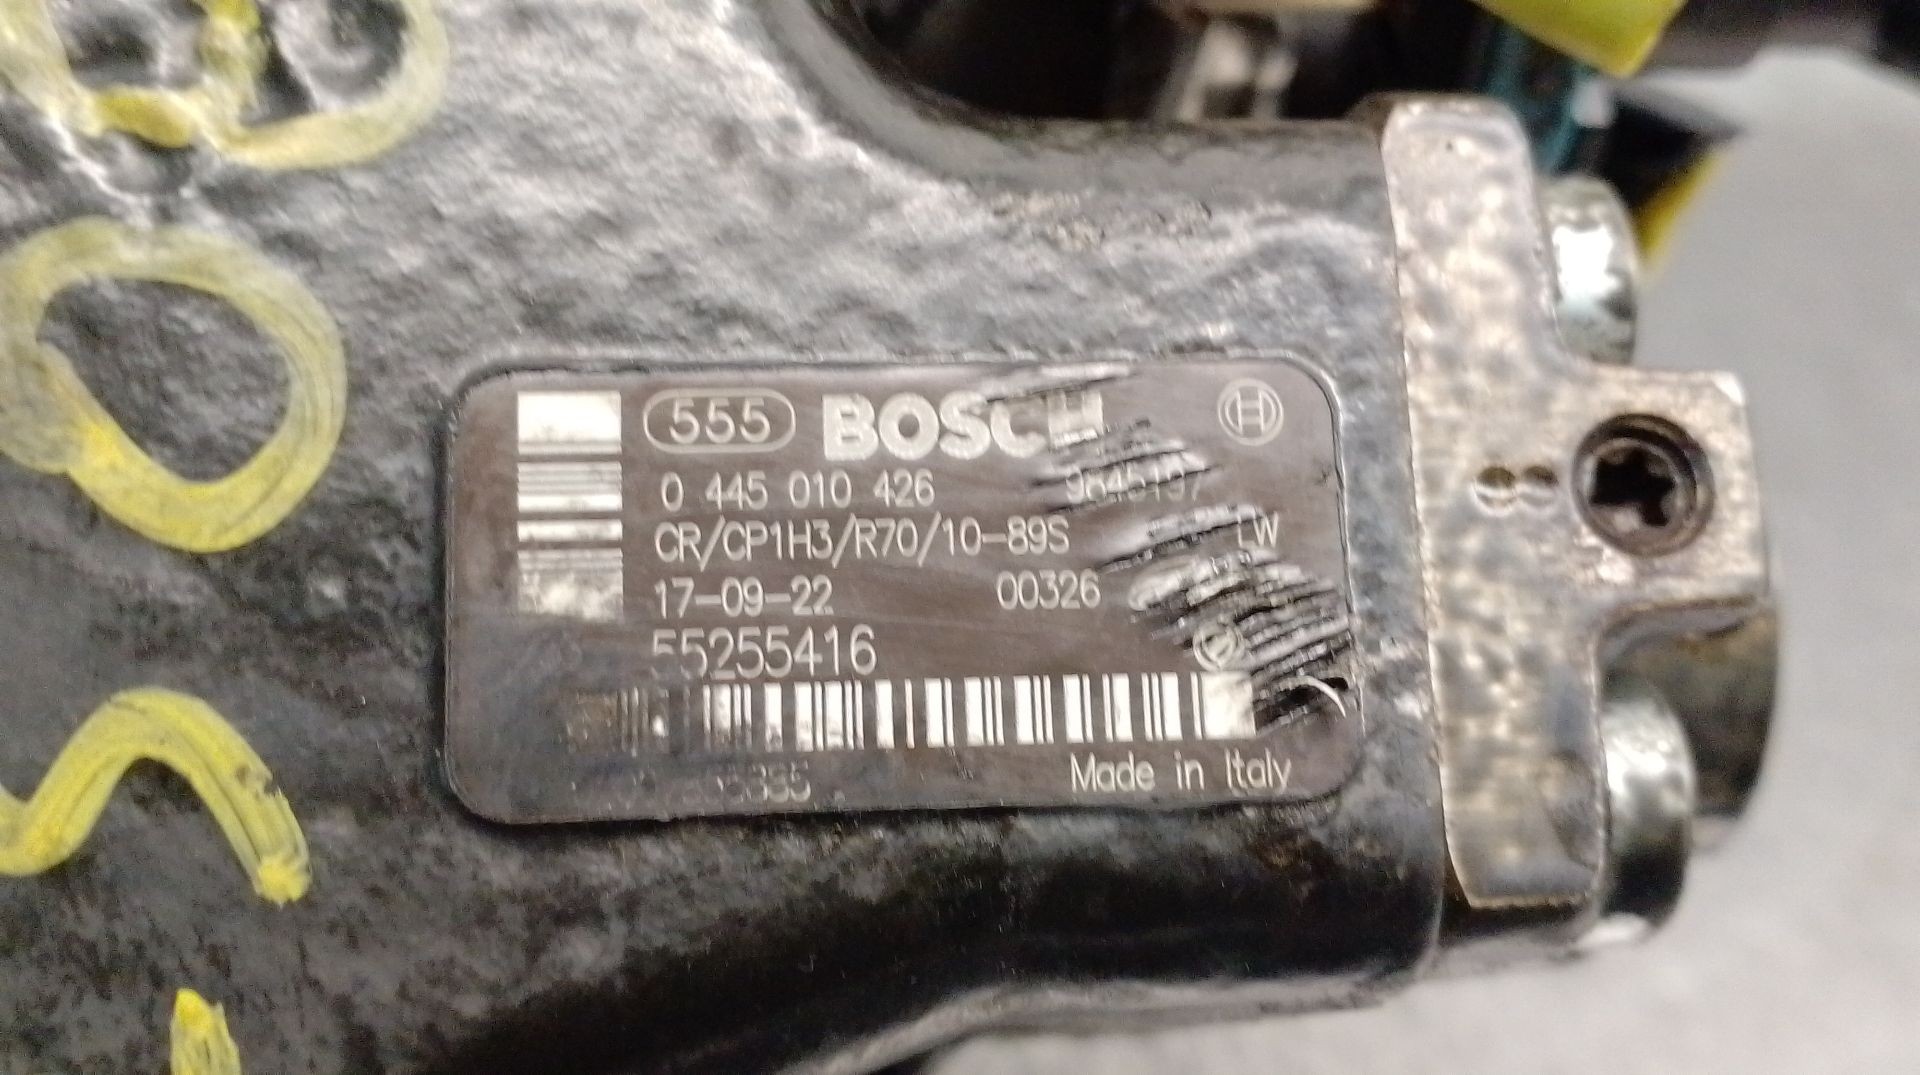 555 BOSCH
0 445 010 426
CR/CP1H3/R70/10-89S LW
17-09-22 00326
55255416
Made in Italy